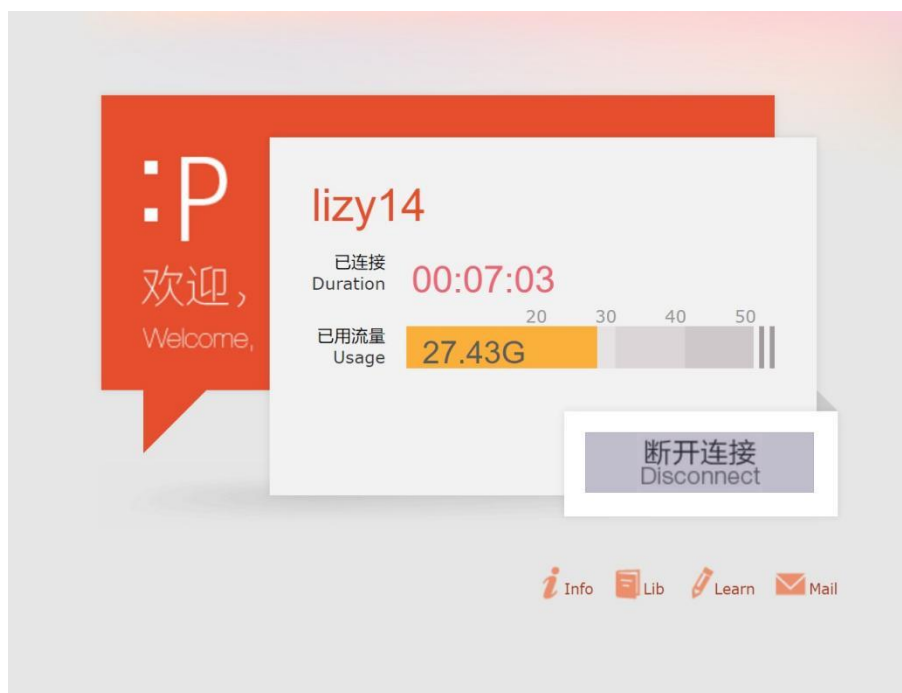 :P
欢迎,
Welcome,
lizy14
已连接
Duration
00:07:03
20 30 40 50
已用流量
Usage
27.43G
断开连接
Disconnect
Info Lib Learn Mail